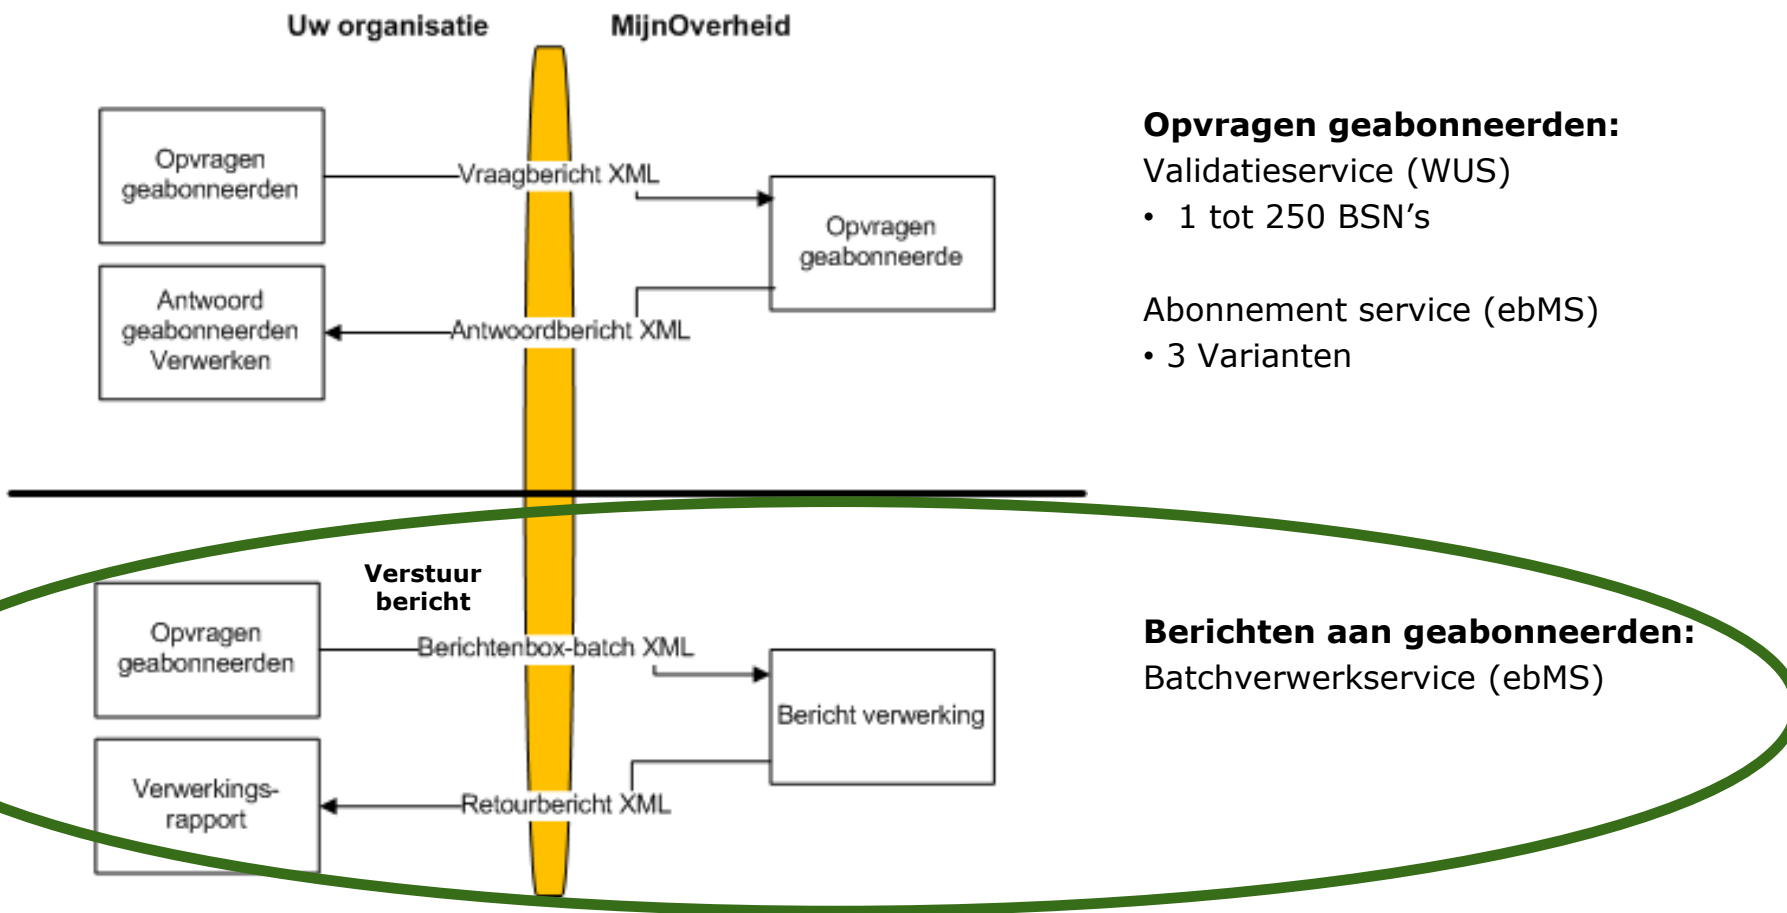 Uw organisatie
MijnOverheid
Opvragen
geabonneerden
Vraagbericht XML
Opvragen
geabonneerde
Antwoord
geabonneerden
Verwerken
Antwoordbericht XML
Opvragen geabonneerden:
Validatieservice (WUS)
• 1 tot 250 BSN’s
Abonnement service (ebMS)
• 3 Varianten
Verstuur
bericht
Opvragen
geabonneerden
Berichtenbox-batch XML
Bericht verwerking
Verwerkings-
rapport
Retourbericht XML
Berichten aan geabonneerden:
Batchverwerkservice (ebMS)